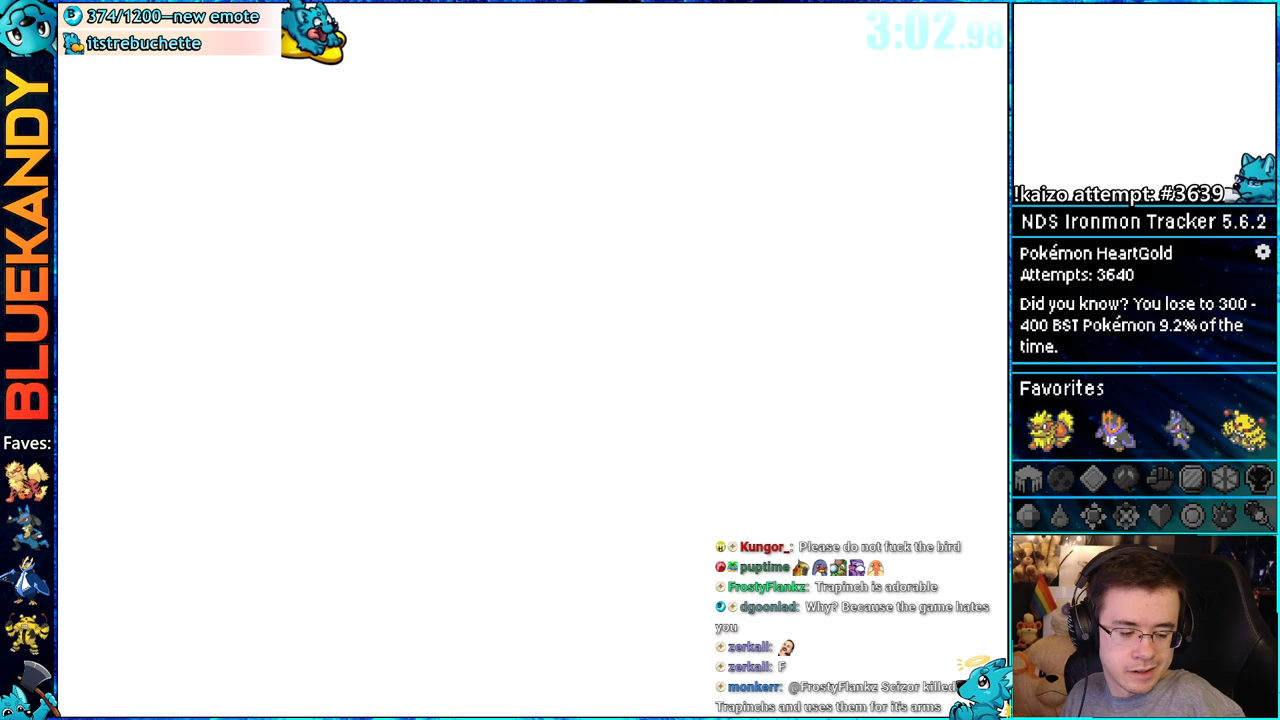 374/1200—new emote
itstrebuchette
3:02.98
BLUEKANDY
Faves:
!kaizo attempt: #3639
NDS Ironmon Tracker 5.6.2
Pokémon HeartGold
Attempts: 3640
Did you know? You lose to 300 -
400 BST Pokémon 9.2% of the
time.
Favorites
Kungor_: Please do not fuck the bird
puptime
FrostyFlankz: Trapinch is adorable
dgoonlad: Why? Because the game hates
you
zerkall:
zerkall: F
monkerr: @FrostyFlankz Scizor killed
Trapinchs and uses them for it's arms